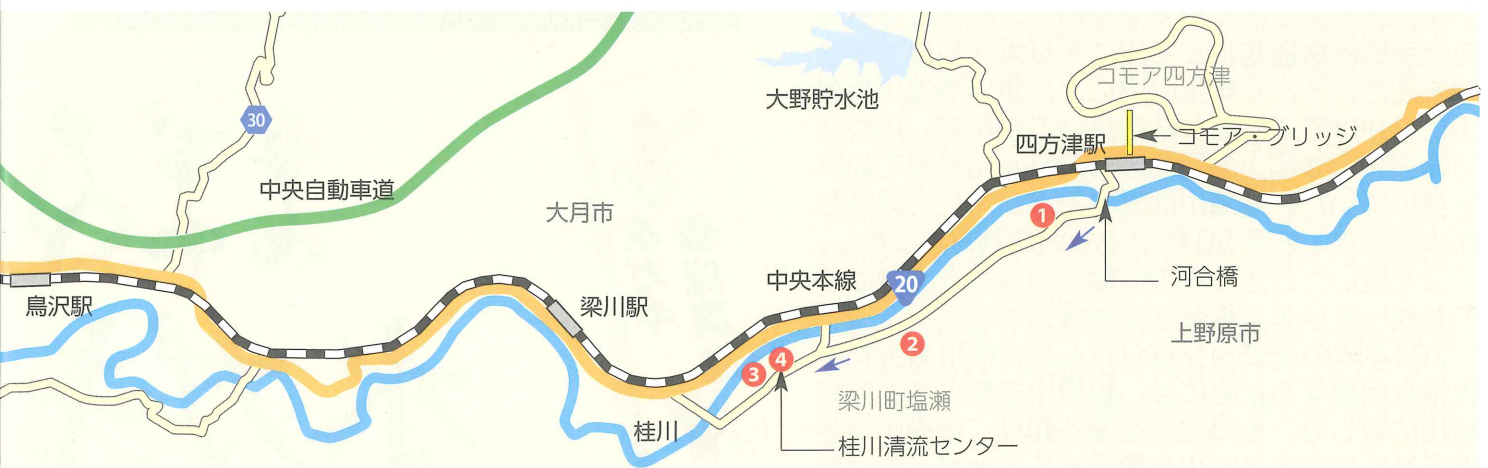 コモア四方津
大野貯水池
30
コモア・ブリッジ
四方津駅
中央自動車道
大月市
1
河合橋
中央本線
20
鳥沢駅
梁川駅
上野原市
2
4
3
梁川町塩瀬
桂川
桂川清流センター